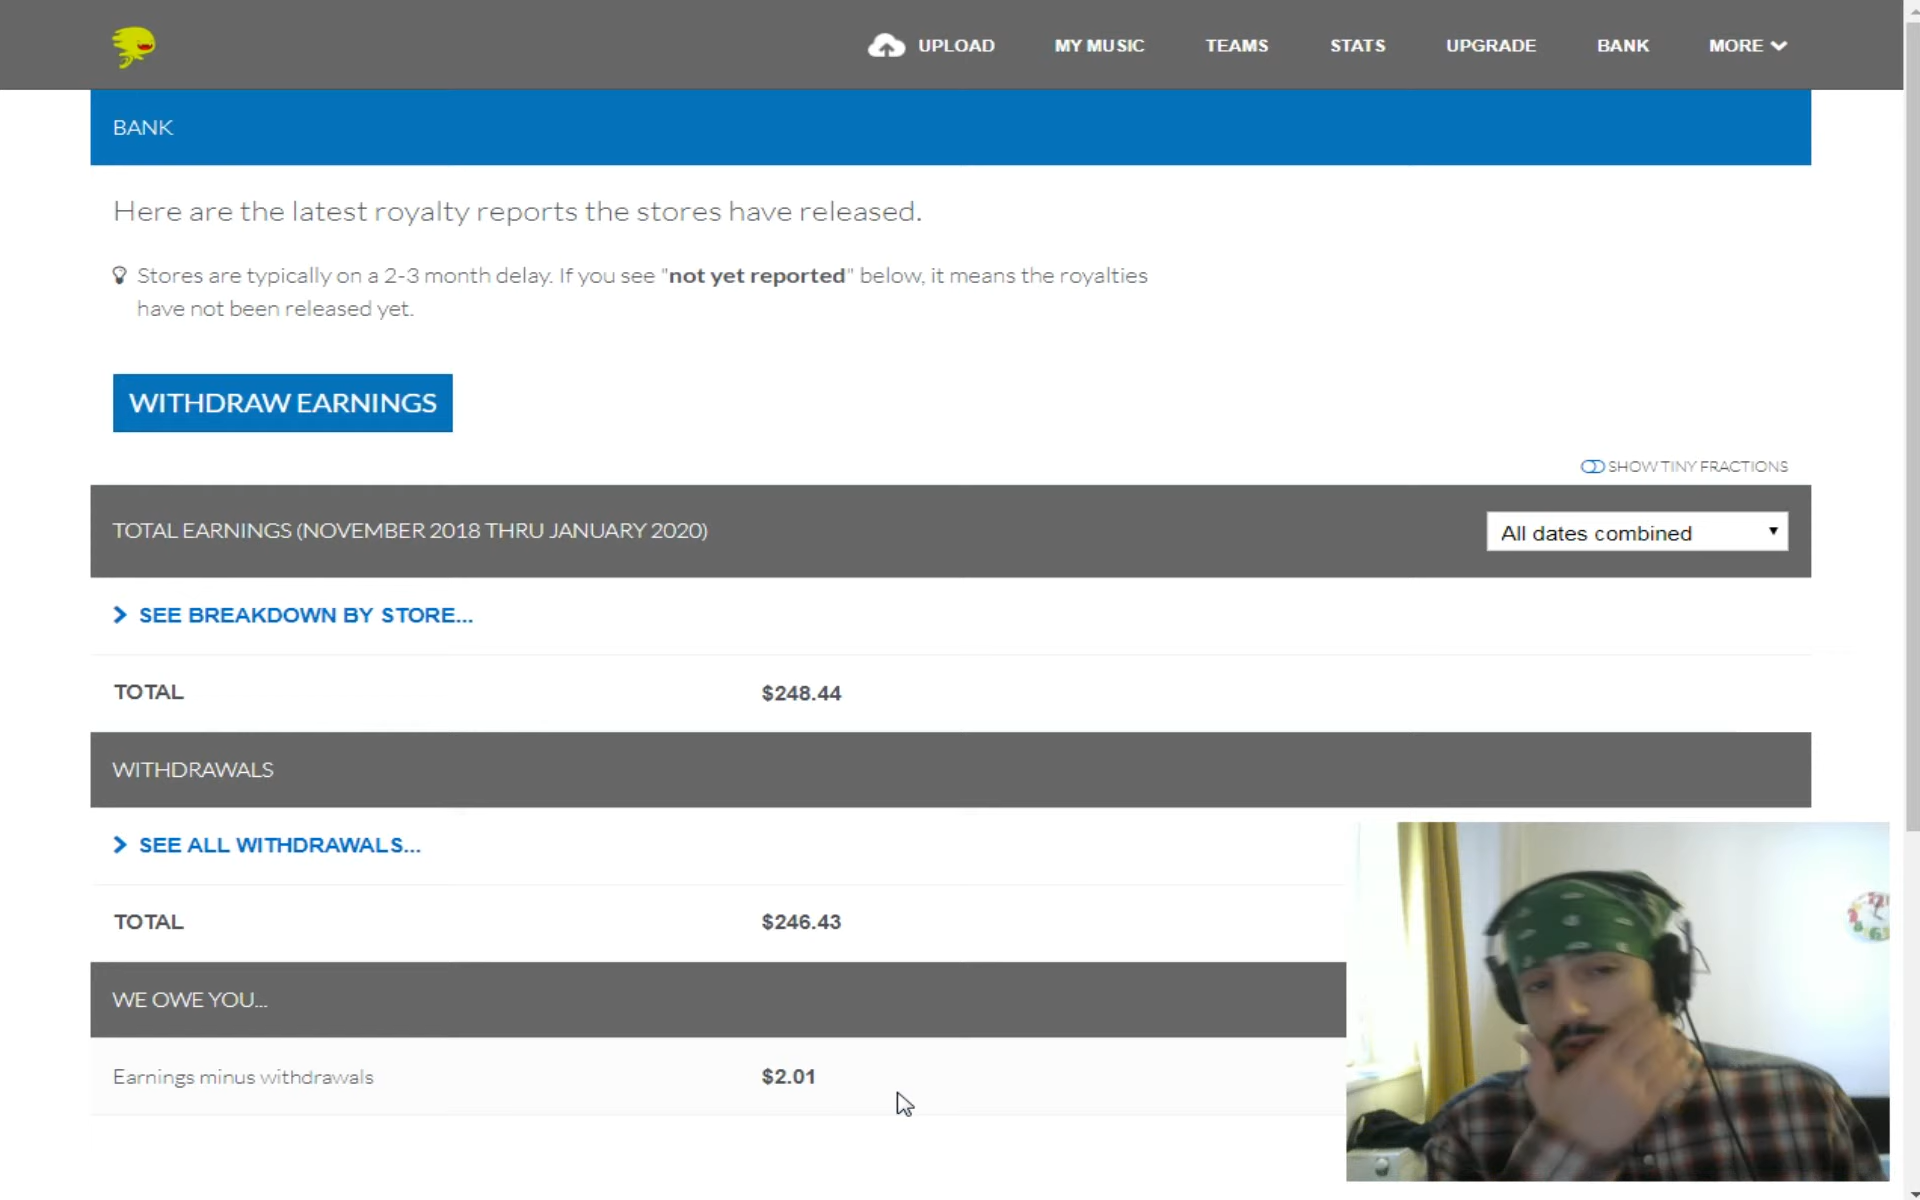 UPLOAD
MY MUSIC
TEAMS
STATS
UPGRADE
BANK
MORE
BANK
Here are the latest royalty reports the stores have released.
Stores are typically on a 2-3 month delay. If you see "not yet reported" below, it means the royalties
have not been released yet.
WITHDRAW EARNINGS
SHOW TINY FRACTIONS
TOTAL EARNINGS (NOVEMBER 2018 THRU JANUARY 2020)
All dates combined
SEE BREAKDOWN BY STORE...
TOTAL
$248.44
WITHDRAWALS
SEE ALL WITHDRAWALS...
TOTAL
$246.43
WE OWE YOU...
Earnings minus withdrawals
$2.01